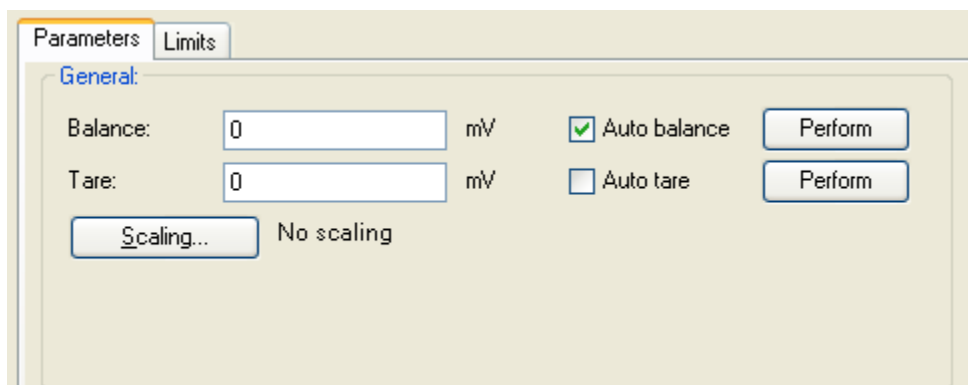 Parameters Limits
General:
Balance: 0 mV Auto balance Perform
Tare: 0 mV Auto tare Perform
Scaling... No scaling